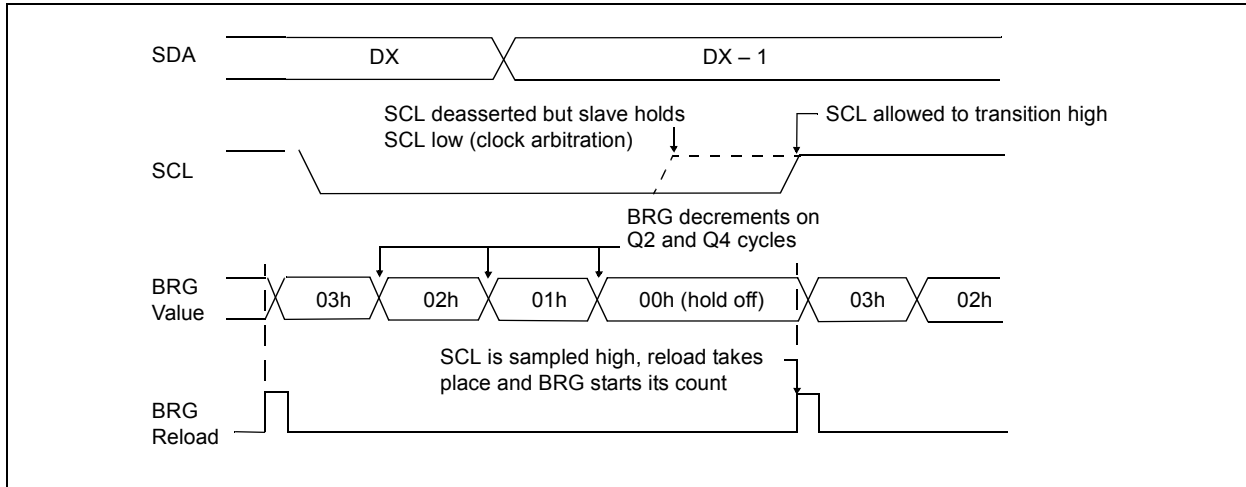 SDA
DX
DX – 1
SCL deasserted but slave holds
SCL low (clock arbitration)
SCL allowed to transition high
SCL
BRG decrements on
Q2 and Q4 cycles
BRG
Value
03h
02h
01h
00h (hold off)
03h
02h
SCL is sampled high, reload takes
place and BRG starts its count
BRG
Reload